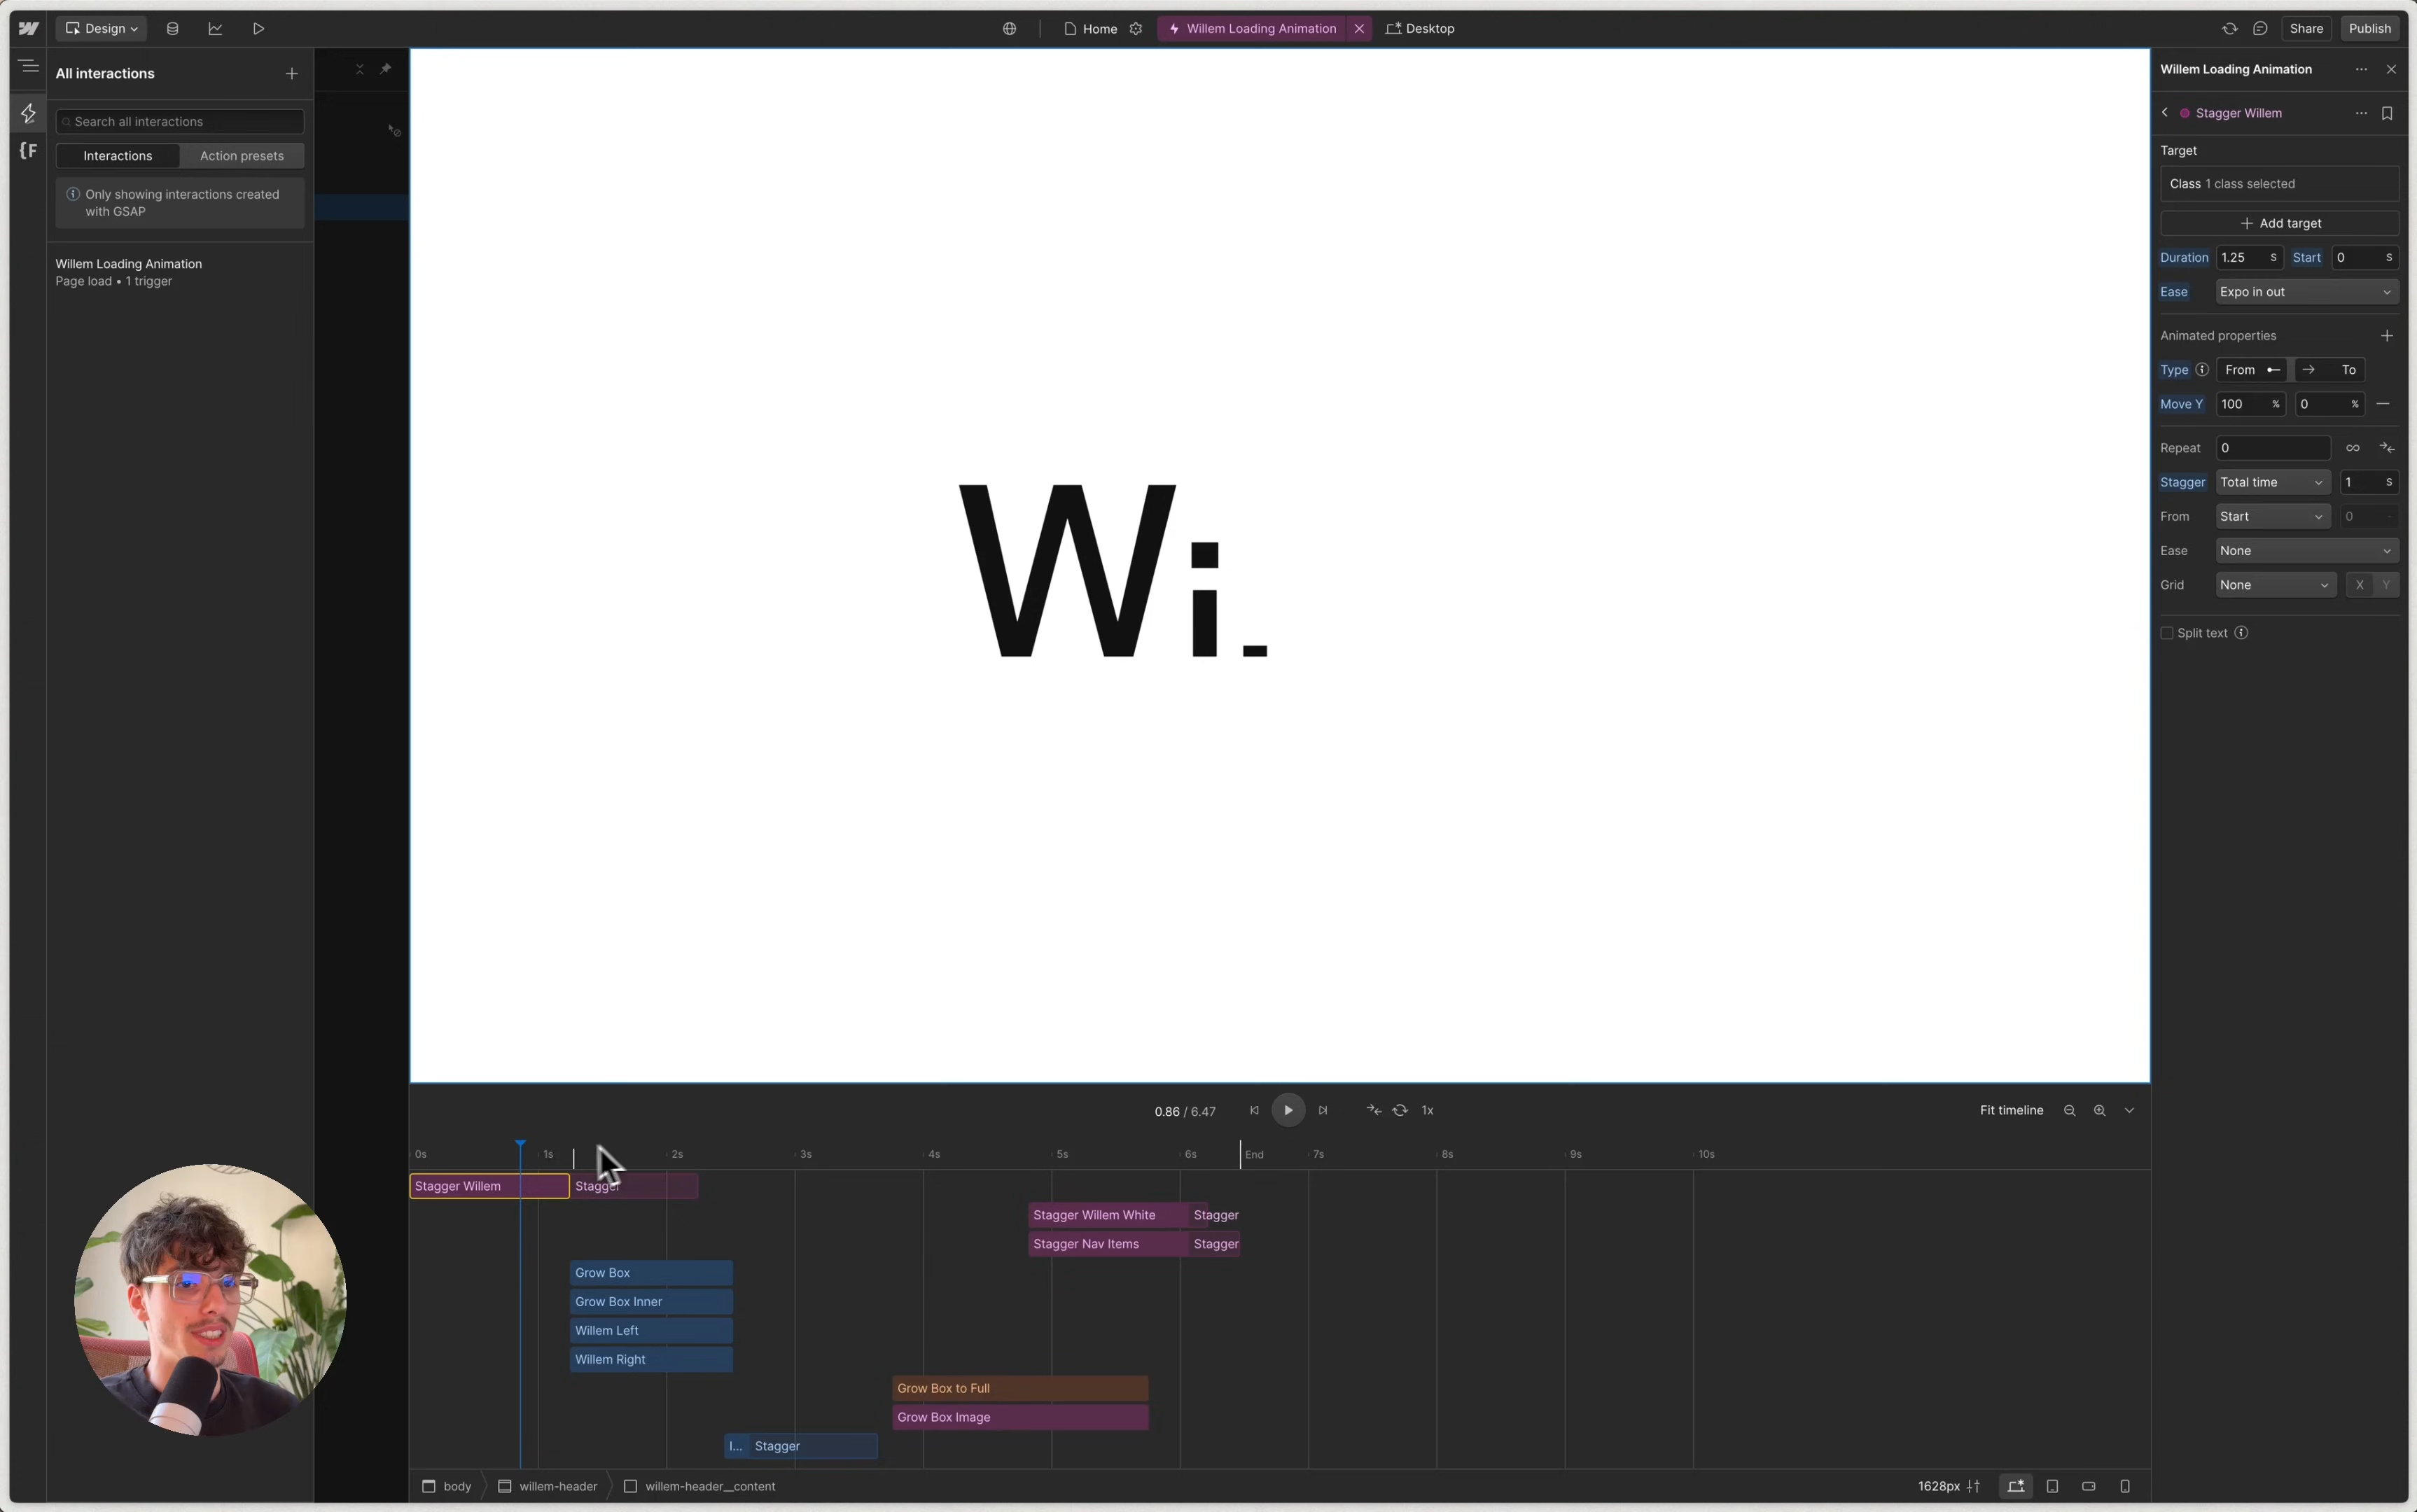 Design
Home
Willem Loading Animation
Desktop
Share
Publish
All interactions
Search all interactions
Interactions
Action presets
Only showing interactions created
with GSAP
Willem Loading Animation
Page load • 1 trigger
Wi
Willem Loading Animation
Stagger Willem
Target
Class 1 class selected
Add target
Duration 1.25 S Start 0 S
Ease Expo in out
Animated properties
Type From To
Move Y 100 % 0 %
Repeat 0
Stagger Total time 1 S
From Start 0 -
Ease None
Grid None X Y
Split text
0.86 / 6.47
1x
Fit timeline
0s 1s 2s 3s 4s 5s 6s End 7s 8s 9s 10s
Stagger Willem Stagger
Stagger Willem White Stagger
Stagger Nav Items Stagger
Grow Box
Grow Box Inner
Willem Left
Willem Right
Grow Box to Full
Grow Box Image
I... Stagger
body willem-header willem-header__content
1628px